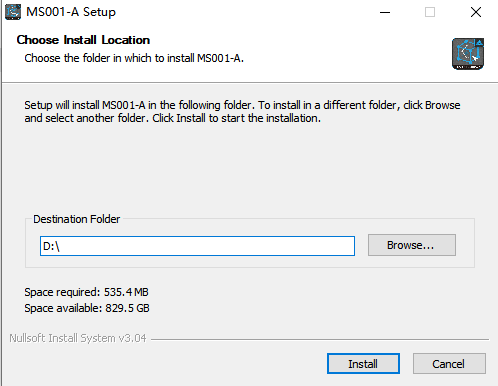 MS001-A Setup
Choose Install Location
Choose the folder in which to install MS001-A.
Setup will install MS001-A in the following folder. To install in a different folder, click Browse
and select another folder. Click Install to start the installation.
Destination Folder
D:\
Browse...
Space required: 535.4 MB
Space available: 829.5 GB
Nullsoft Install System v3.04
Install
Cancel